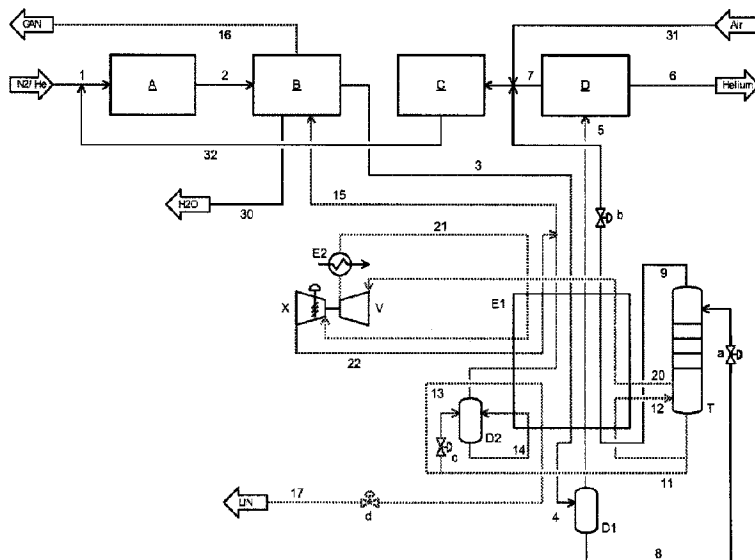 GAN
16
31
Air
N2/ He
1
A
2
B
C
7
D
6
Helium
32
3
5
H2O
30
15
b
21
E2
9
E1
X
V
a
22
20
13
12
T
D2
14
c
11
LIN
17
d
4
D1
8